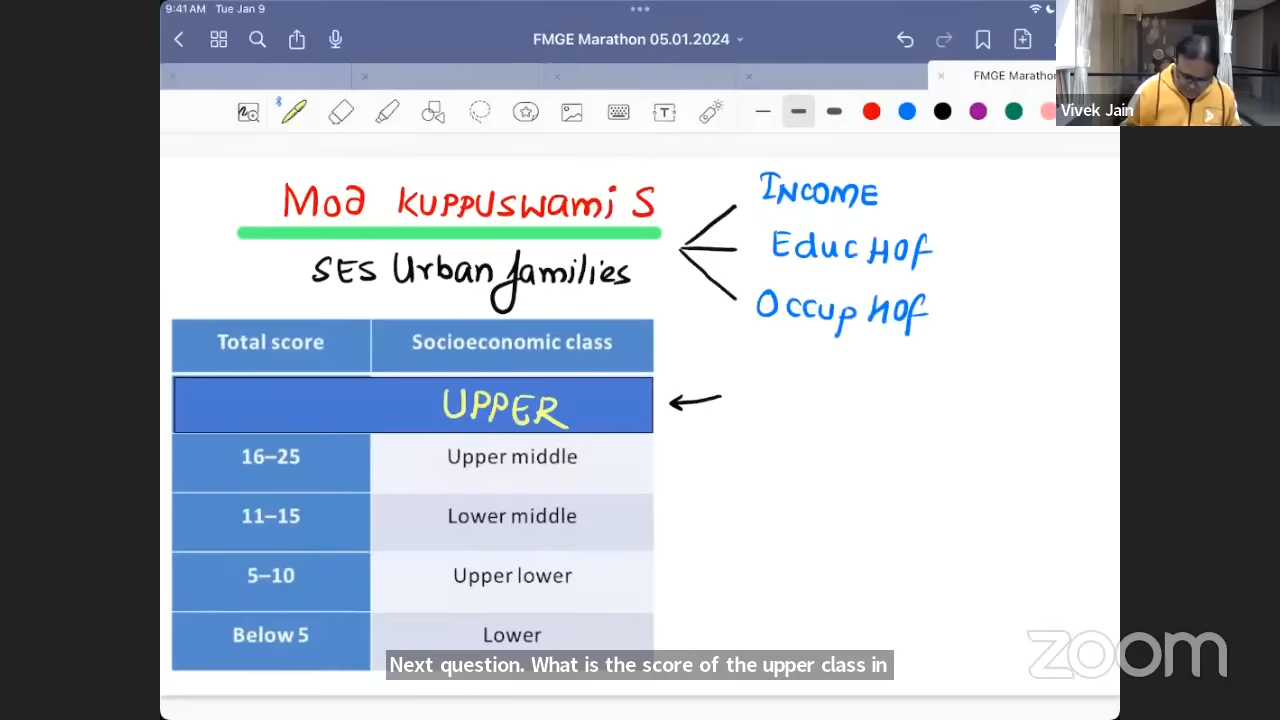 9:41 AM Tue Jan 9
FMGE Marathon 05.01.2024
FMGE Marathon
Vivek Jain
Mod KUPPUSWAMI S
SES Urban families
INCOME
Educ HOF
Occup HOF
Total score Socioeconomic class
UPPER
16–25 Upper middle
11–15 Lower middle
5–10 Upper lower
Below 5 Lower
Next question. What is the score of the upper class in
zoom